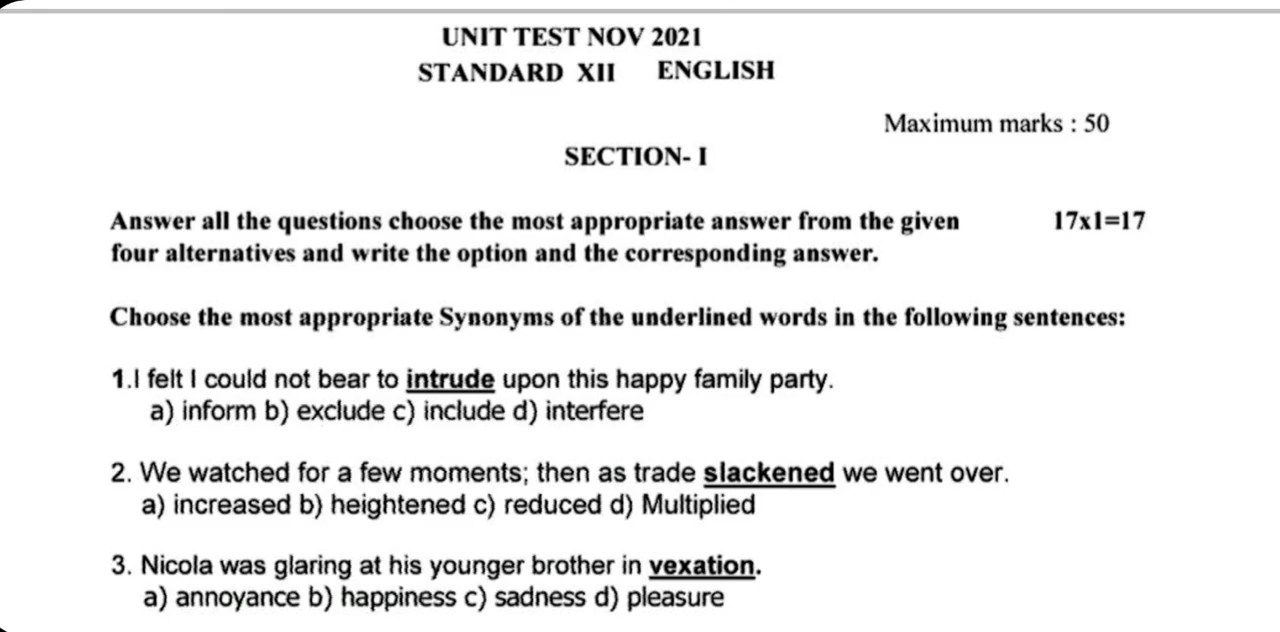 UNIT TEST NOV 2021
STANDARD XII ENGLISH
Maximum marks : 50
SECTION- I
Answer all the questions choose the most appropriate answer from the given 17x1=17
four alternatives and write the option and the corresponding answer.
Choose the most appropriate Synonyms of the underlined words in the following sentences:
1.I felt I could not bear to intrude upon this happy family party.
a) inform b) exclude c) include d) interfere
2. We watched for a few moments; then as trade slackened we went over.
a) increased b) heightened c) reduced d) Multiplied
3. Nicola was glaring at his younger brother in vexation.
a) annoyance b) happiness c) sadness d) pleasure